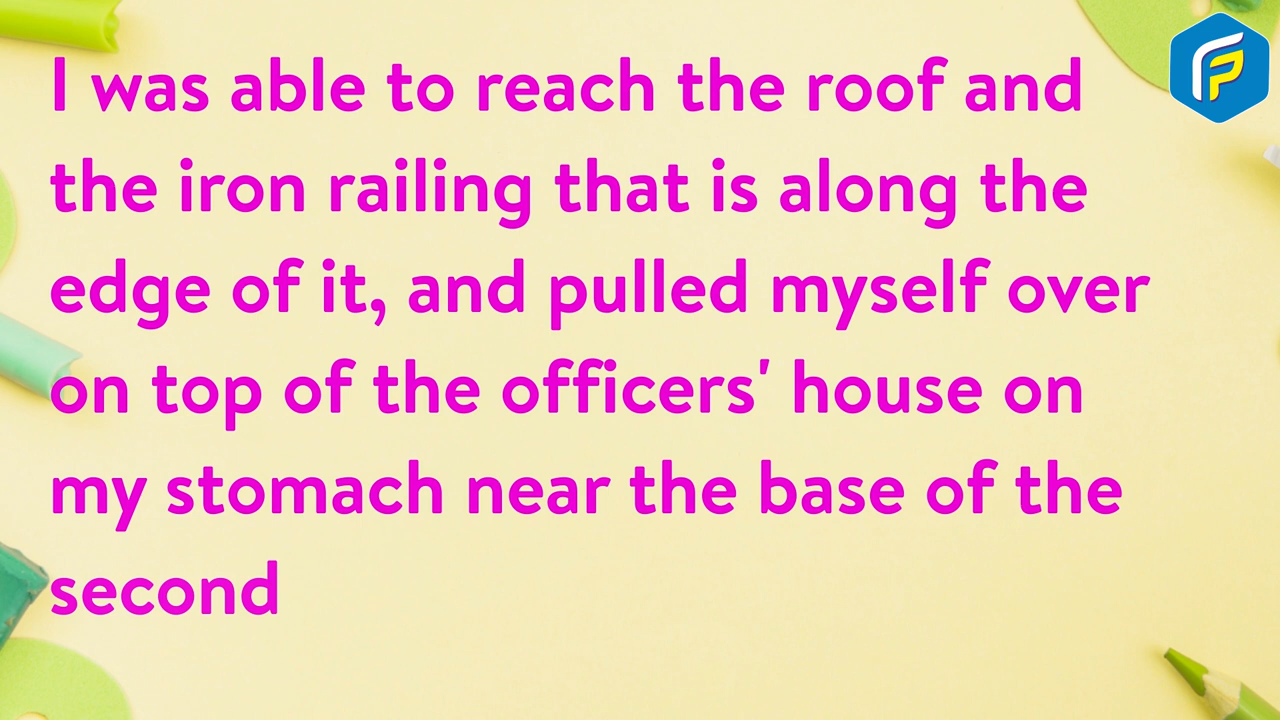 I was able to reach the roof and
the iron railing that is along the
edge of it, and pulled myself over
on top of the officers' house on
my stomach near the base of the
second